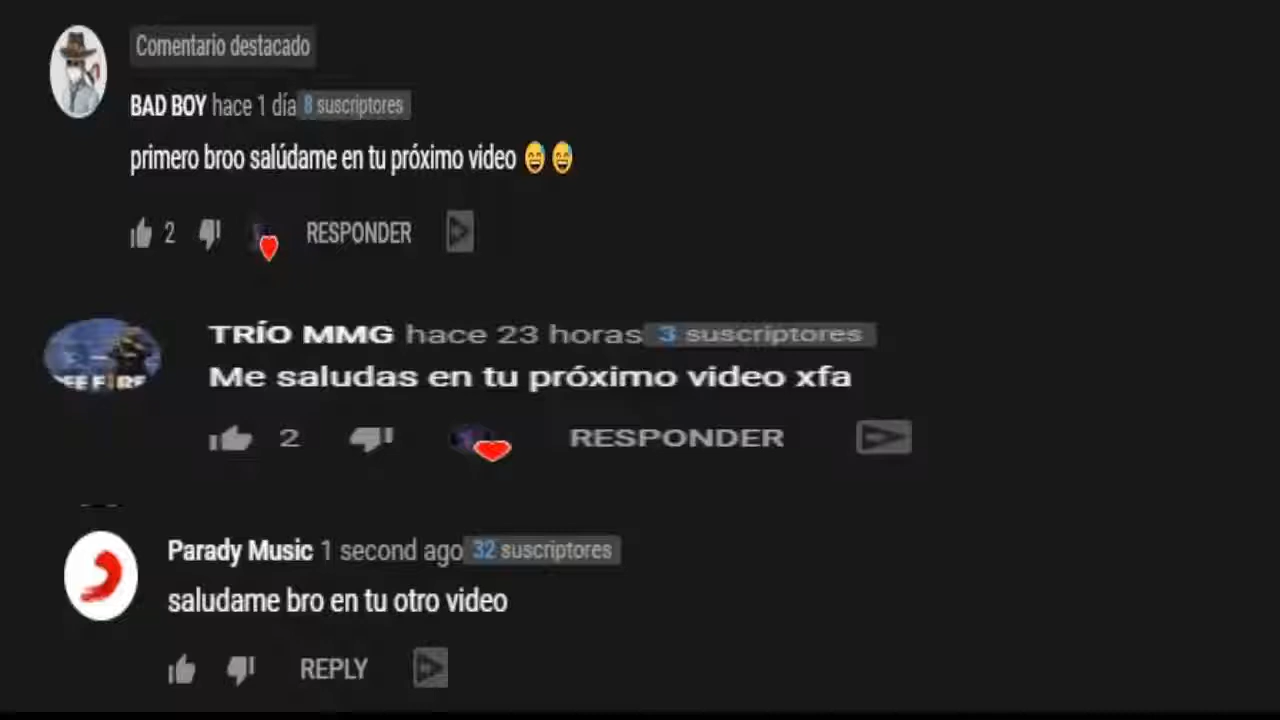 Comentario destacado
BAD BOY hace 1 día 8 suscriptores
primero broo salúdame en tu próximo video 😅😅
2 RESPONDER
TRÍO MMG hace 23 horas 3 suscriptores
Me saludas en tu próximo video xfa
EE FIRE
2 RESPONDER
Parady Music 1 second ago 32 suscriptores
saludame bro en tu otro video
REPLY